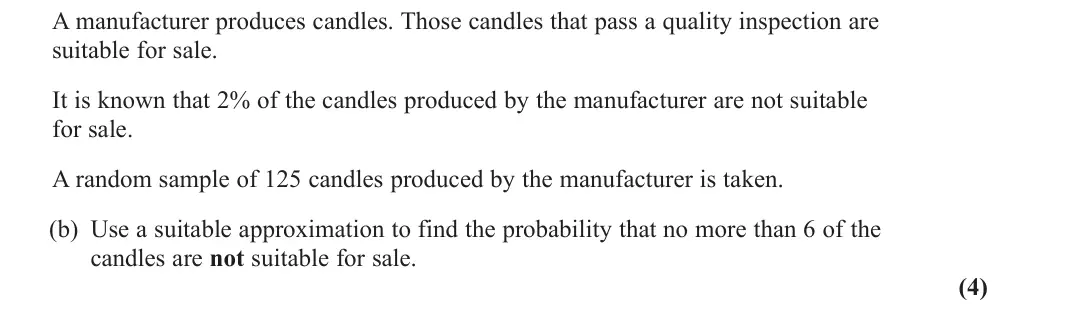 A manufacturer produces candles. Those candles that pass a quality inspection are
suitable for sale.
It is known that 2% of the candles produced by the manufacturer are not suitable
for sale.
A random sample of 125 candles produced by the manufacturer is taken.
(b) Use a suitable approximation to find the probability that no more than 6 of the
candles are not suitable for sale.
(4)